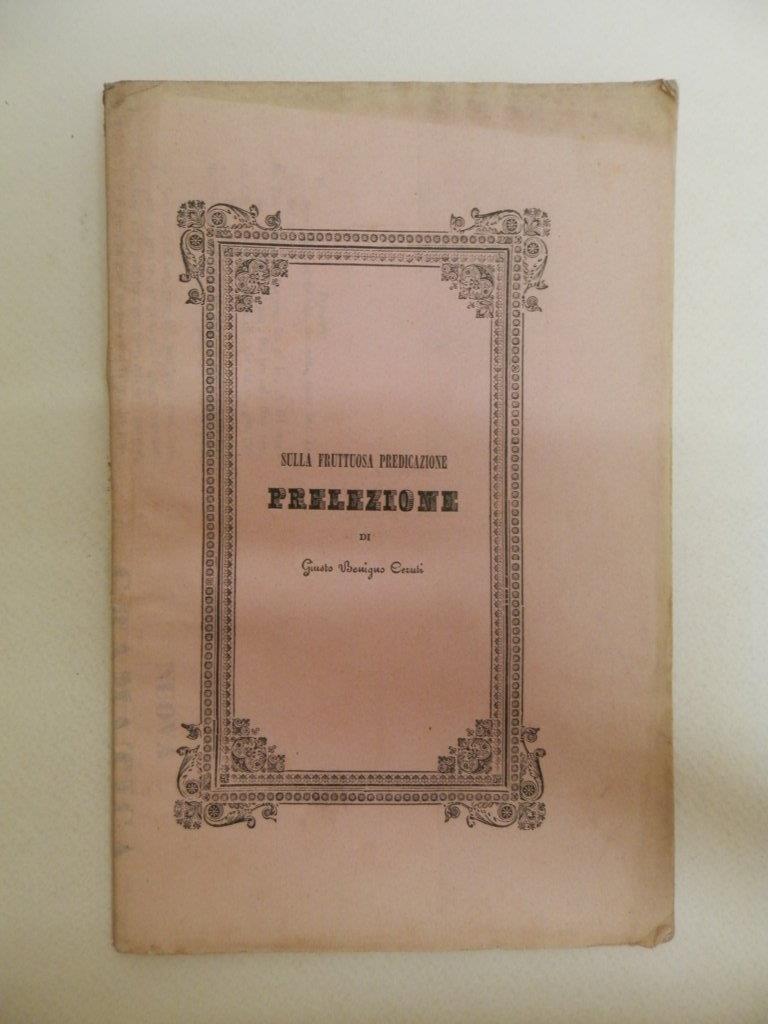 SULLA FRUTTUOSA PREDICAZIONE
PRELEZIONE
DI
Giusto Benigno Ceruti